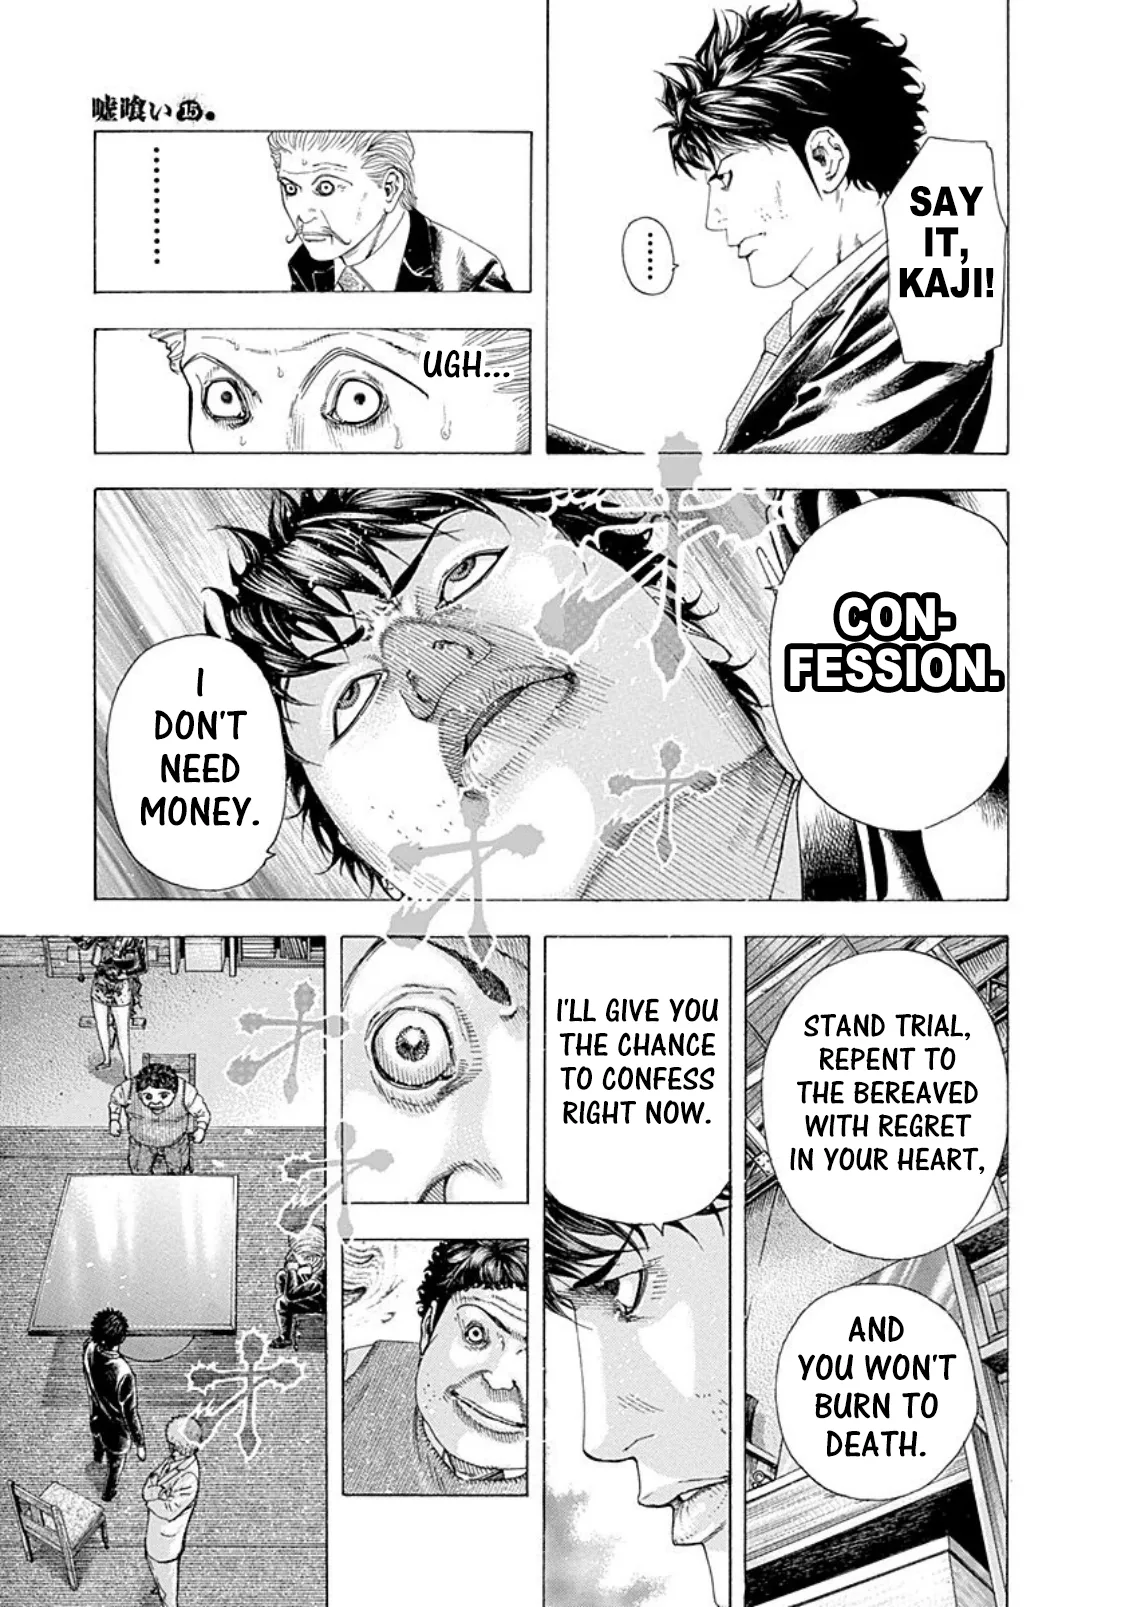 嘘喰い 15
SAY
IT,
KAJI!
......
.........
UGH...
CON-
FESSION.
I
DON'T
NEED
MONEY.
STAND TRIAL,
REPENT TO
THE BEREAVED
WITH REGRET
IN YOUR HEART,
AND
YOU WON'T
BURN TO
DEATH.
I'LL GIVE YOU
THE CHANCE
TO CONFESS
RIGHT NOW.